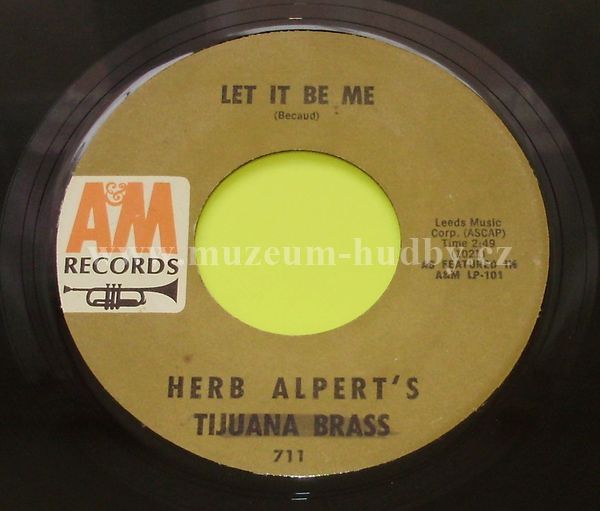 LET IT BE ME
(Becaud)
A&M
RECORDS
Leeds Music
Corp. (ASCAP)
Time 2:49
AS FEATURED IN
A&M LP-101
www.muzeum-hudby.cz
HERB ALPERT'S
TIJUANA BRASS
711